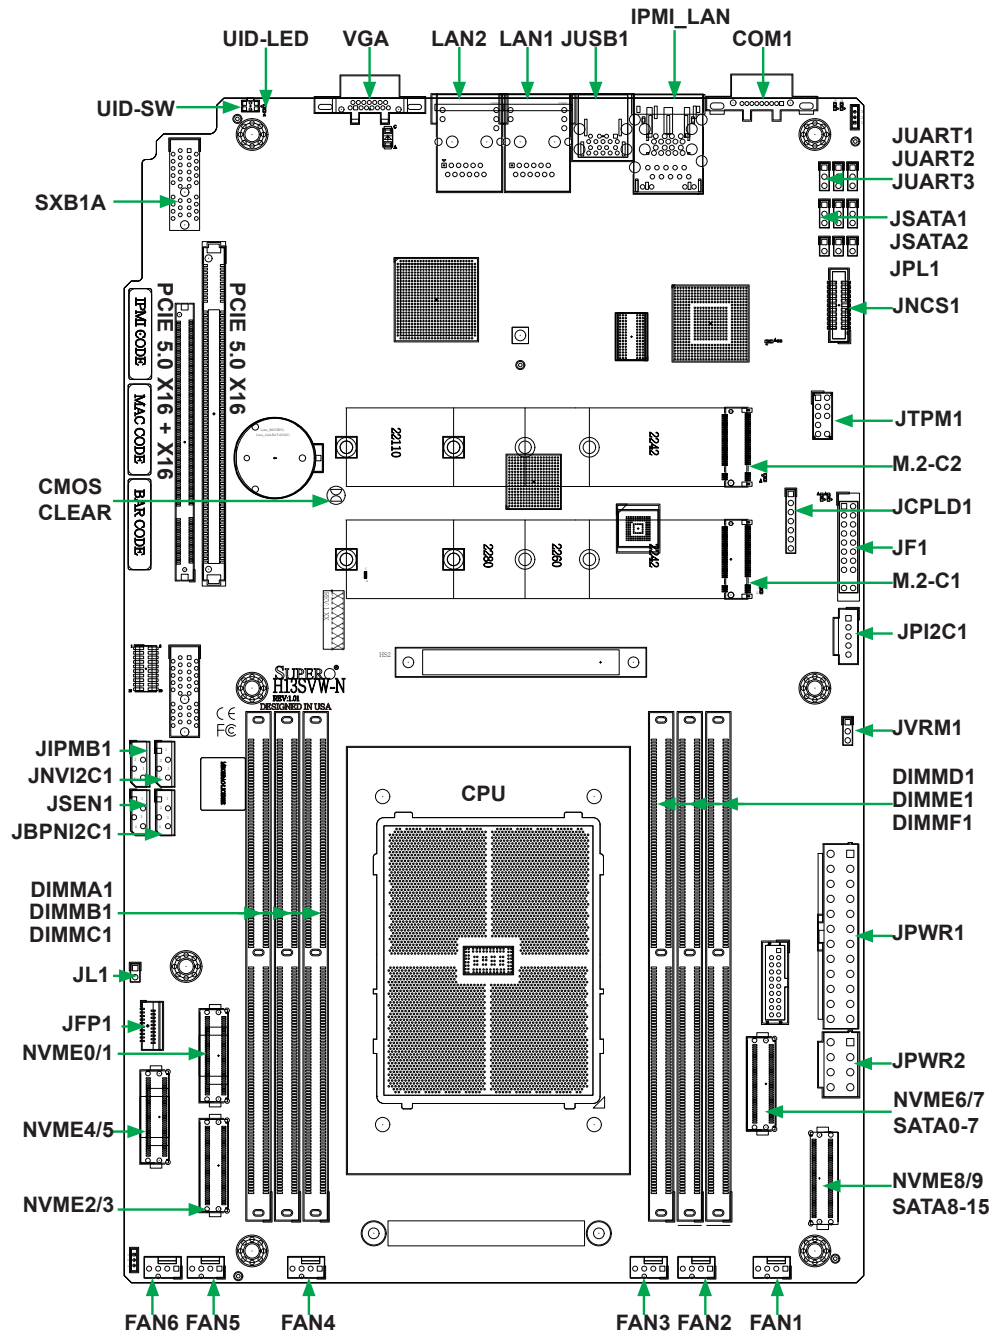 IPMI_LAN
UID-LED
VGA
LAN2
LAN1
JUSB1
COM1
UID-SW
JUART1
JUART2
JUART3
SXB1A
JSATA1
JSATA2
JPL1
JNCS1
IPMI CODE
MAC CODE
BAR CODE
PCIE 5.0 X16 + X16
PCIE 5.0 X16
JTPM1
22110
2242
M.2-C2
CMOS
CLEAR
JCPLD1
JF1
2280
2260
2242
M.2-C1
JPI2C1
HS2
SUPERO
H13SVW-N
REV:1.01
DESIGNED IN USA
CE
FC
JVRM1
JIPMB1
JNVI2C1
JSEN1
JBPNI2C1
CPU
DIMMD1
DIMME1
DIMMF1
DIMMA1
DIMMB1
DIMMC1
JPWR1
JL1
JFP1
NVME0/1
JPWR2
NVME6/7
SATA0-7
NVME4/5
NVME2/3
NVME8/9
SATA8-15
FAN6
FAN5
FAN4
FAN3
FAN2
FAN1